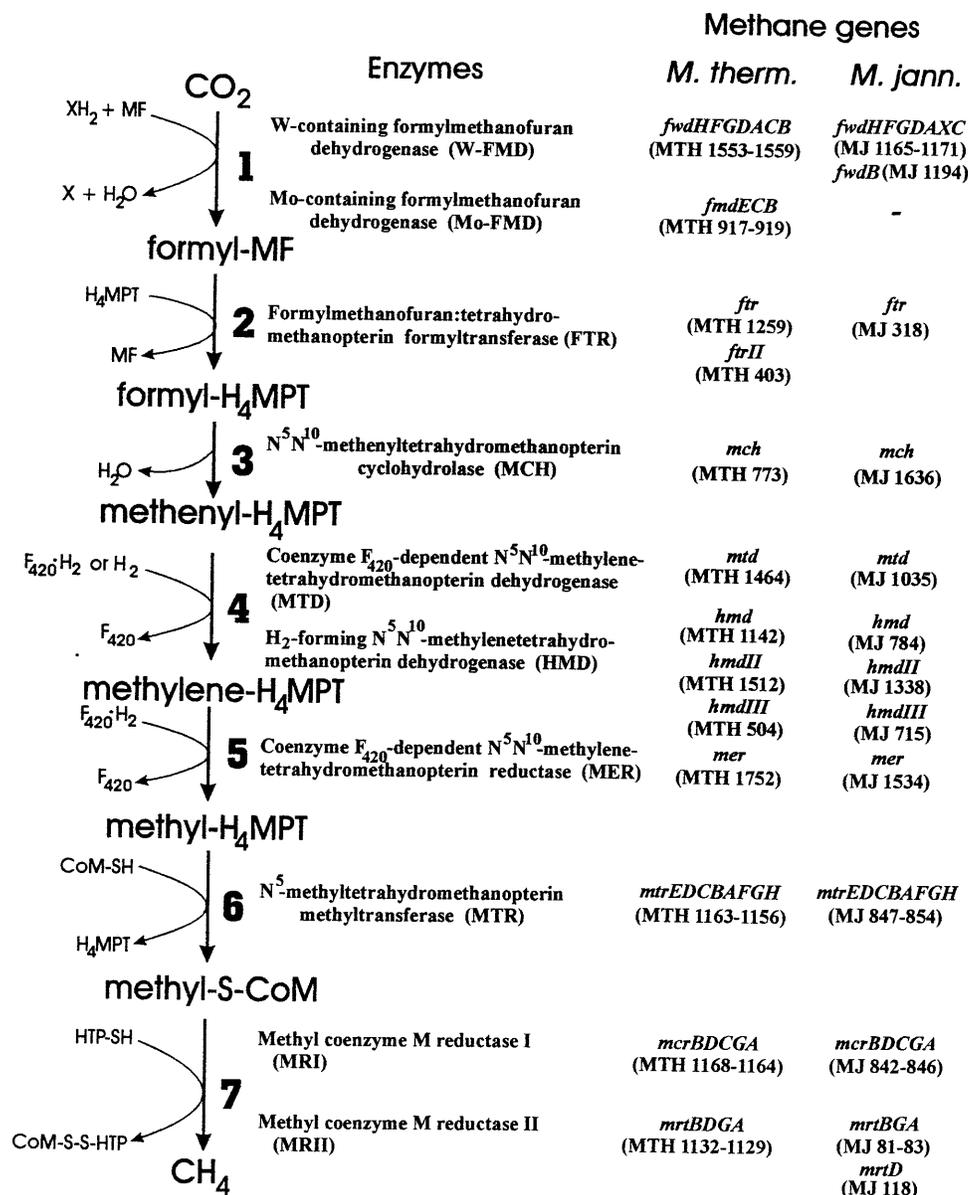 Methane genes
Enzymes
M. therm.
M. jann.
CO2
XH2 + MF
X + H2O
1
W-containing formylmethanofuran
dehydrogenase (W-FMD)
fwdHFGDACB
(MTH 1553-1559)
fwdHFGDAXC
(MJ 1165-1171)
fwdB(MJ 1194)
Mo-containing formylmethanofuran
dehydrogenase (Mo-FMD)
fmdECB
(MTH 917-919)
-
formyl-MF
H4MPT
MF
2
Formylmethanofuran:tetrahydro-
methanopterin formyltransferase (FTR)
ftr
(MTH 1259)
ftrII
(MTH 403)
ftr
(MJ 318)
formyl-H4MPT
H2O
3
N5N10-methenyltetrahydromethanopterin
cyclohydrolase (MCH)
mch
(MTH 773)
mch
(MJ 1636)
methenyl-H4MPT
F420·H2 or H2
F420
4
Coenzyme F420-dependent N5N10-methylene-
tetrahydromethanopterin dehydrogenase
(MTD)
mtd
(MTH 1464)
mtd
(MJ 1035)
H2-forming N5N10-methylenetetrahydro-
methanopterin dehydrogenase (HMD)
hmd
(MTH 1142)
hmdII
(MTH 1512)
hmdIII
(MTH 504)
hmd
(MJ 784)
hmdII
(MJ 1338)
hmdIII
(MJ 715)
methylene-H4MPT
F420·H2
F420
5
Coenzyme F420-dependent N5N10-methylene-
tetrahydromethanopterin reductase (MER)
mer
(MTH 1752)
mer
(MJ 1534)
methyl-H4MPT
CoM-SH
H4MPT
6
N5-methyltetrahydromethanopterin
methyltransferase (MTR)
mtrEDCBAFGH
(MTH 1163-1156)
mtrEDCBAFGH
(MJ 847-854)
methyl-S-CoM
HTP-SH
CoM-S-S-HTP
7
Methyl coenzyme M reductase I
(MRI)
mcrBDCGA
(MTH 1168-1164)
mcrBDCGA
(MJ 842-846)
Methyl coenzyme M reductase II
(MRII)
mrtBDGA
(MTH 1132-1129)
mrtBGA
(MJ 81-83)
mrtD
(MJ 118)
CH4